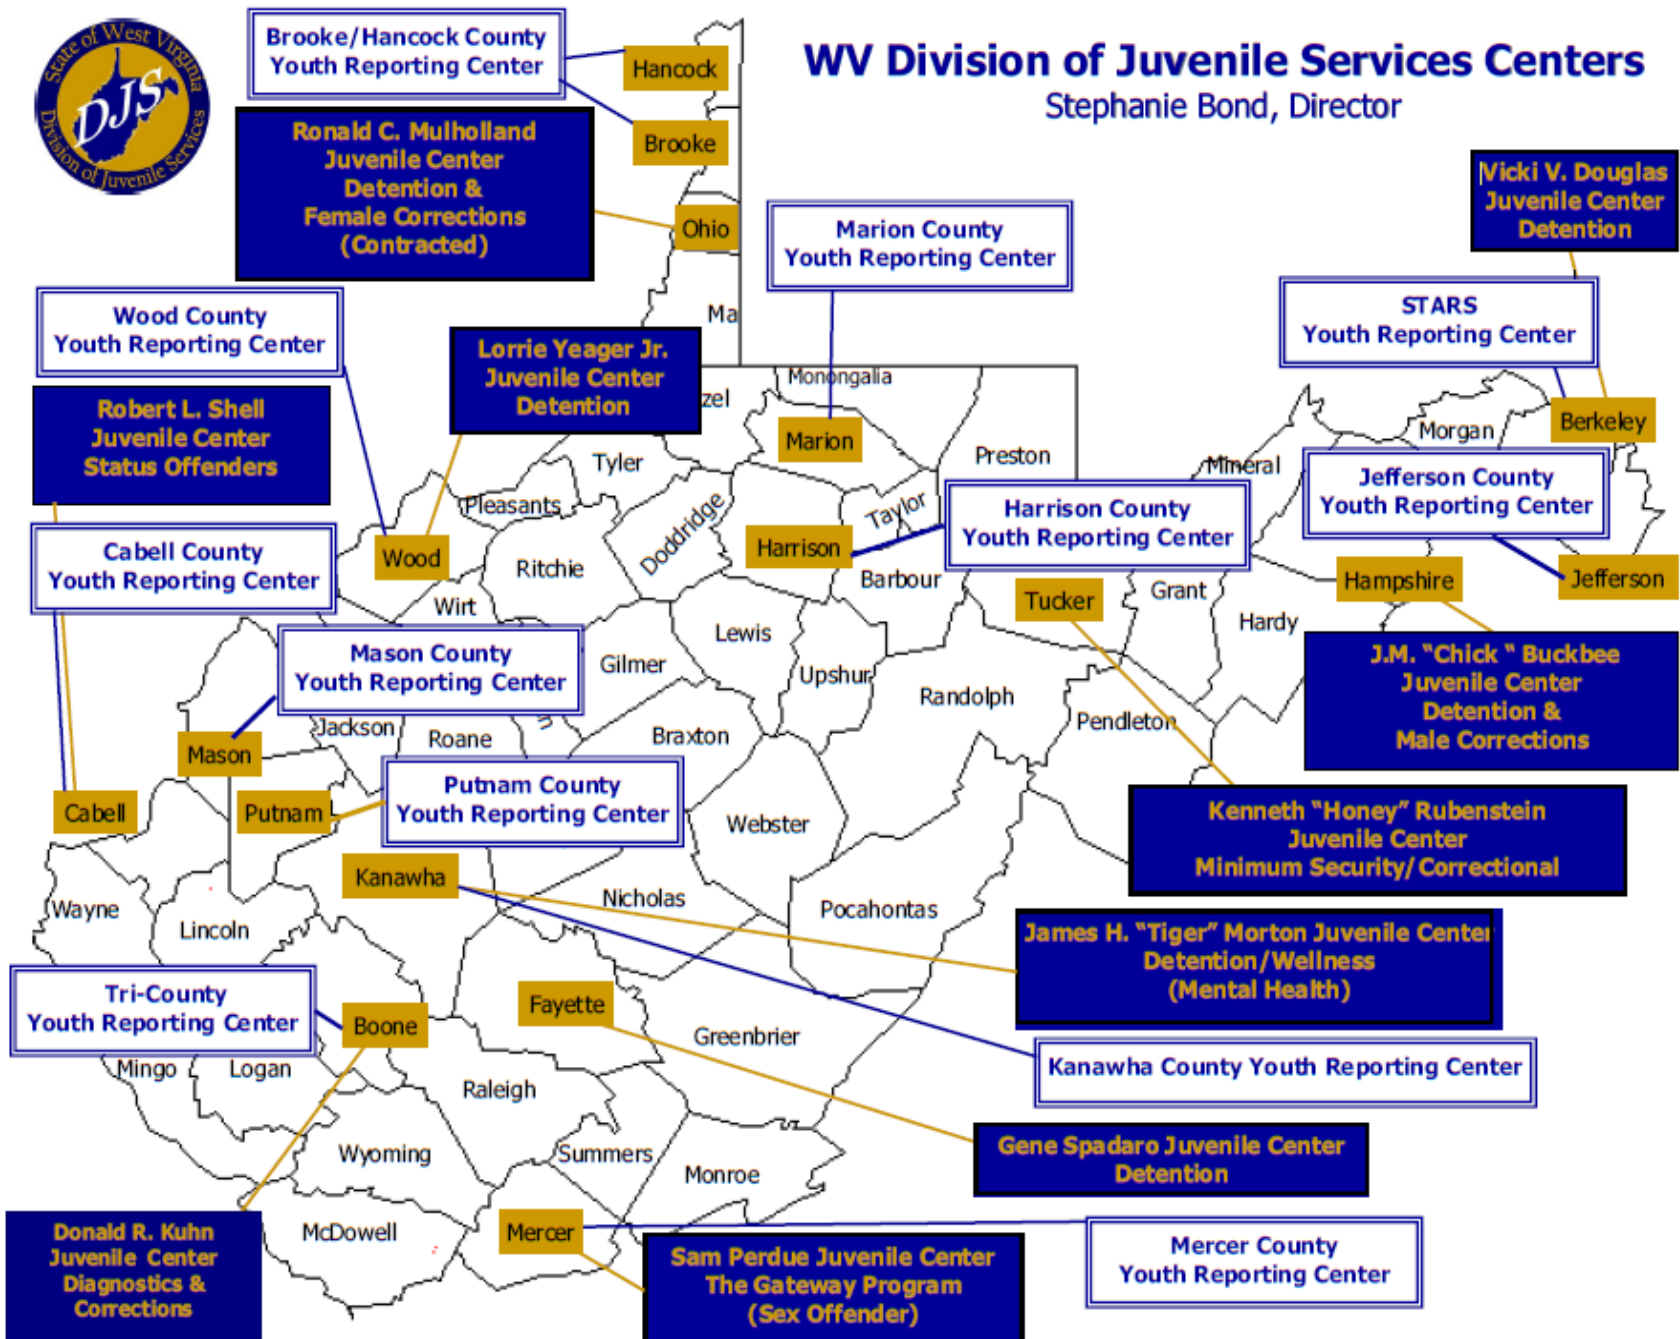 State of West Virginia
DJS
Division of Juvenile Services
WV Division of Juvenile Services Centers
Stephanie Bond, Director
Brooke/Hancock County
Youth Reporting Center
Hancock
Brooke
Ronald C. Mulholland
Juvenile Center
Detention &
Female Corrections
(Contracted)
Ohio
Marion County
Youth Reporting Center
Vicki V. Douglas
Juvenile Center
Detention
STARS
Youth Reporting Center
Wood County
Youth Reporting Center
Ma
Lorrie Yeager Jr.
Juvenile Center
Detention
zel
Monongalia
Robert L. Shell
Juvenile Center
Status Offenders
Marion
Preston
Tyler
Pleasants
Doddridge
Taylor
Mineral
Morgan
Berkeley
Jefferson County
Youth Reporting Center
Harrison County
Youth Reporting Center
Cabell County
Youth Reporting Center
Wood
Ritchie
Harrison
Barbour
Wirt
Tucker
Grant
Hampshire
Jefferson
Hardy
Lewis
Gilmer
Upshur
Mason County
Youth Reporting Center
J.M. "Chick " Buckbee
Juvenile Center
Detention &
Male Corrections
Randolph
Pendleton
Jackson
Roane
n
Braxton
Mason
Putnam County
Youth Reporting Center
Cabell
Putnam
Webster
Kenneth "Honey" Rubenstein
Juvenile Center
Minimum Security/Correctional
Kanawha
Nicholas
Pocahontas
Wayne
Lincoln
James H. "Tiger" Morton Juvenile Center
Detention/Wellness
(Mental Health)
Tri-County
Youth Reporting Center
Boone
Fayette
Greenbrier
Kanawha County Youth Reporting Center
Mingo
Logan
Raleigh
Wyoming
Summers
Monroe
Gene Spadaro Juvenile Center
Detention
McDowell
Mercer
Donald R. Kuhn
Juvenile Center
Diagnostics &
Corrections
Sam Perdue Juvenile Center
The Gateway Program
(Sex Offender)
Mercer County
Youth Reporting Center